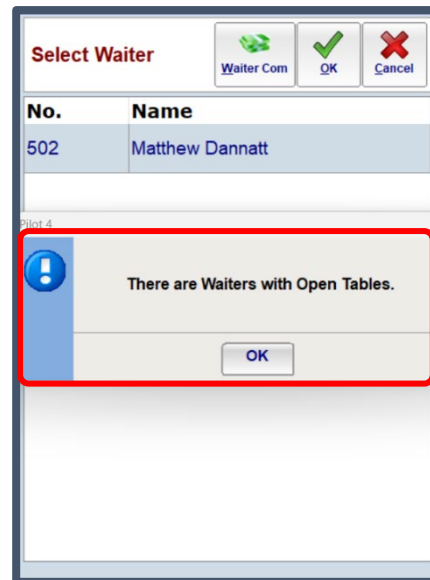 Select Waiter
Waiter Com
OK
Cancel
No. Name
502 Matthew Dannatt
Pilot 4
There are Waiters with Open Tables.
OK